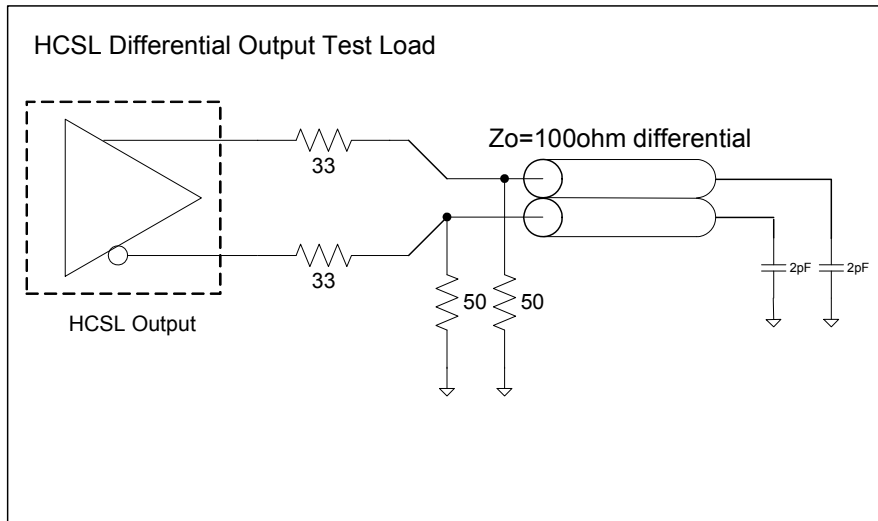 HCSL Differential Output Test Load
Zo=100ohm differential
33
33
2pF
2pF
50
50
HCSL Output